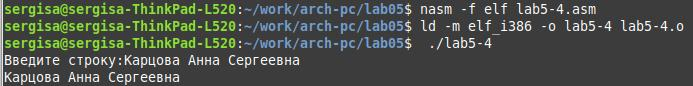 sergisa@sergisa-ThinkPad-L520:~/work/arch-pc/lab05$ nasm -f elf lab5-4.asm
sergisa@sergisa-ThinkPad-L520:~/work/arch-pc/lab05$ ld -m elf_i386 -o lab5-4 lab5-4.o
sergisa@sergisa-ThinkPad-L520:~/work/arch-pc/lab05$  ./lab5-4
Введите строку:Карцова Анна Сергеевна
Карцова Анна Сергеевна